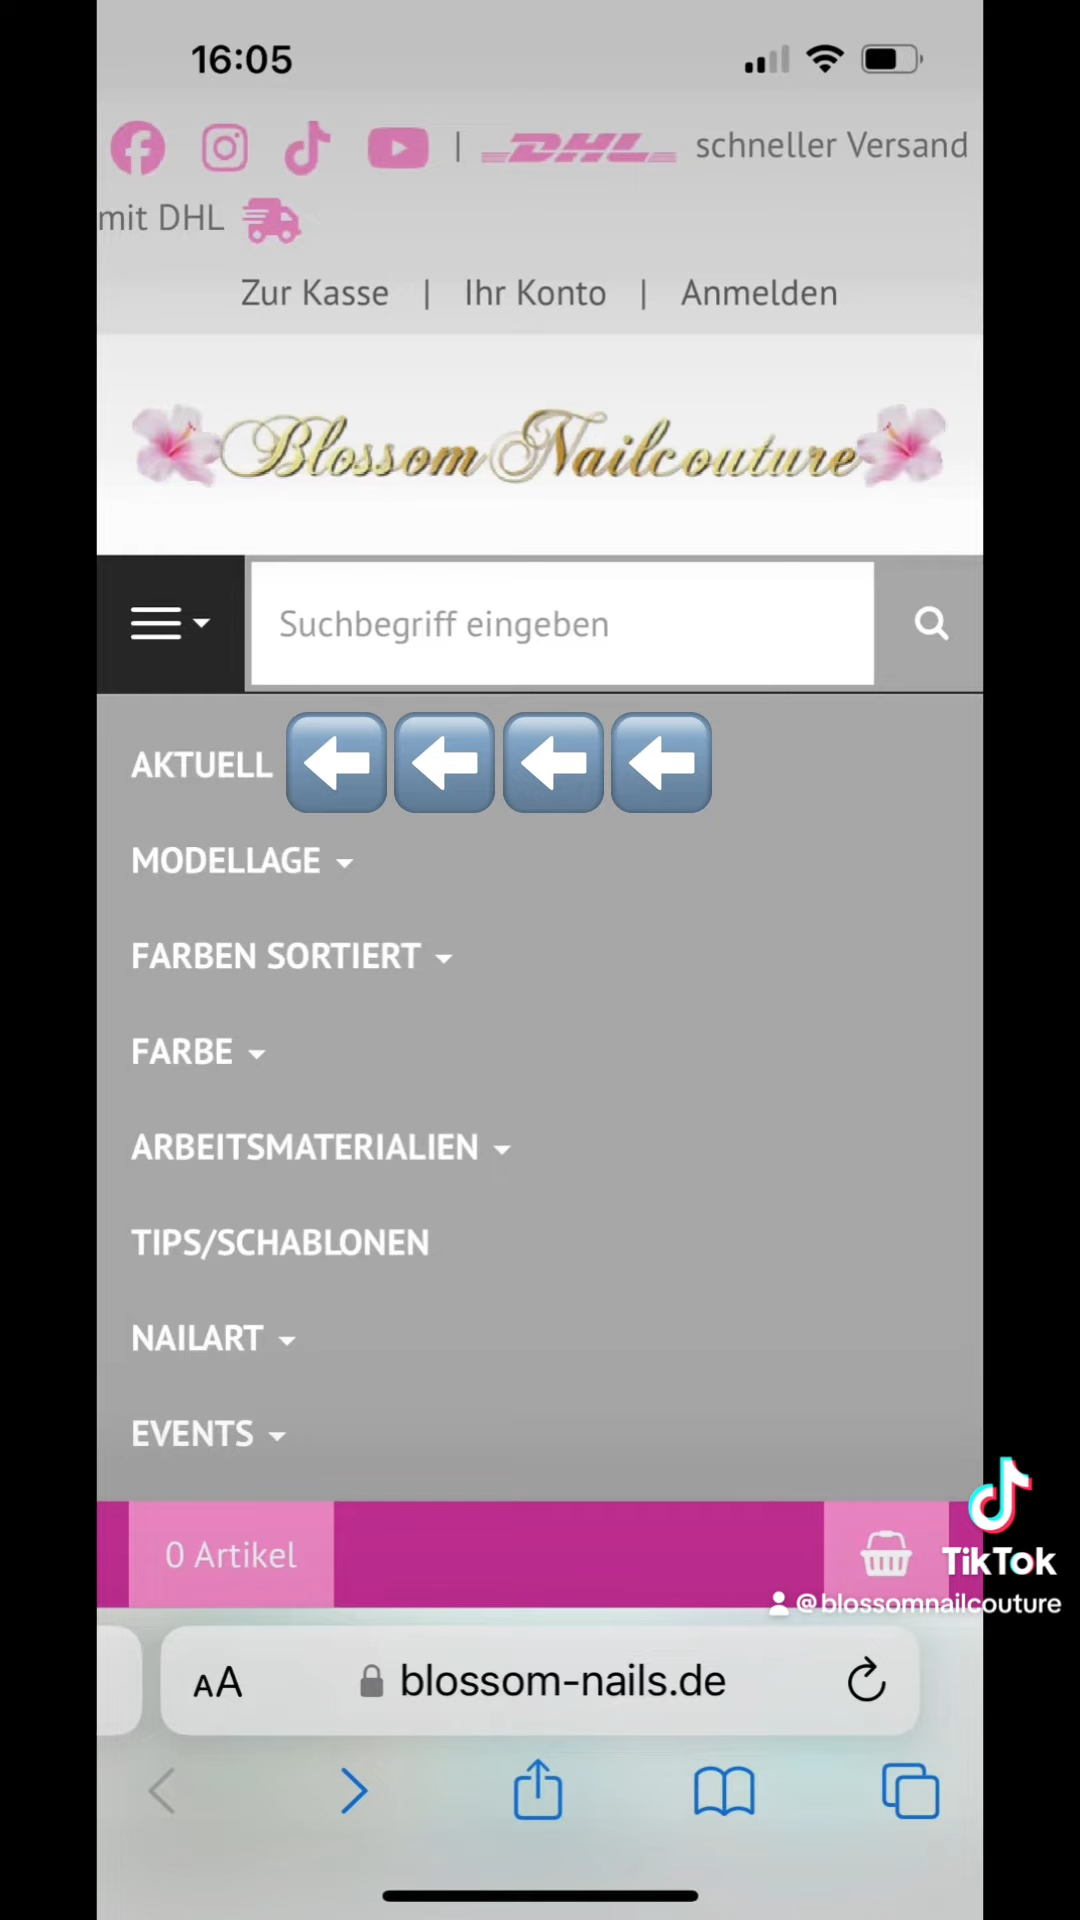 16:05
| DHL schneller Versand
mit DHL
Zur Kasse | Ihr Konto | Anmelden
Blossom Nailcouture
Suchbegriff eingeben
AKTUELL
MODELLAGE
FARBEN SORTIERT
FARBE
ARBEITSMATERIALIEN
TIPS/SCHABLONEN
NAILART
EVENTS
0 Artikel
TikTok
@blossomnailcouture
AA blossom-nails.de